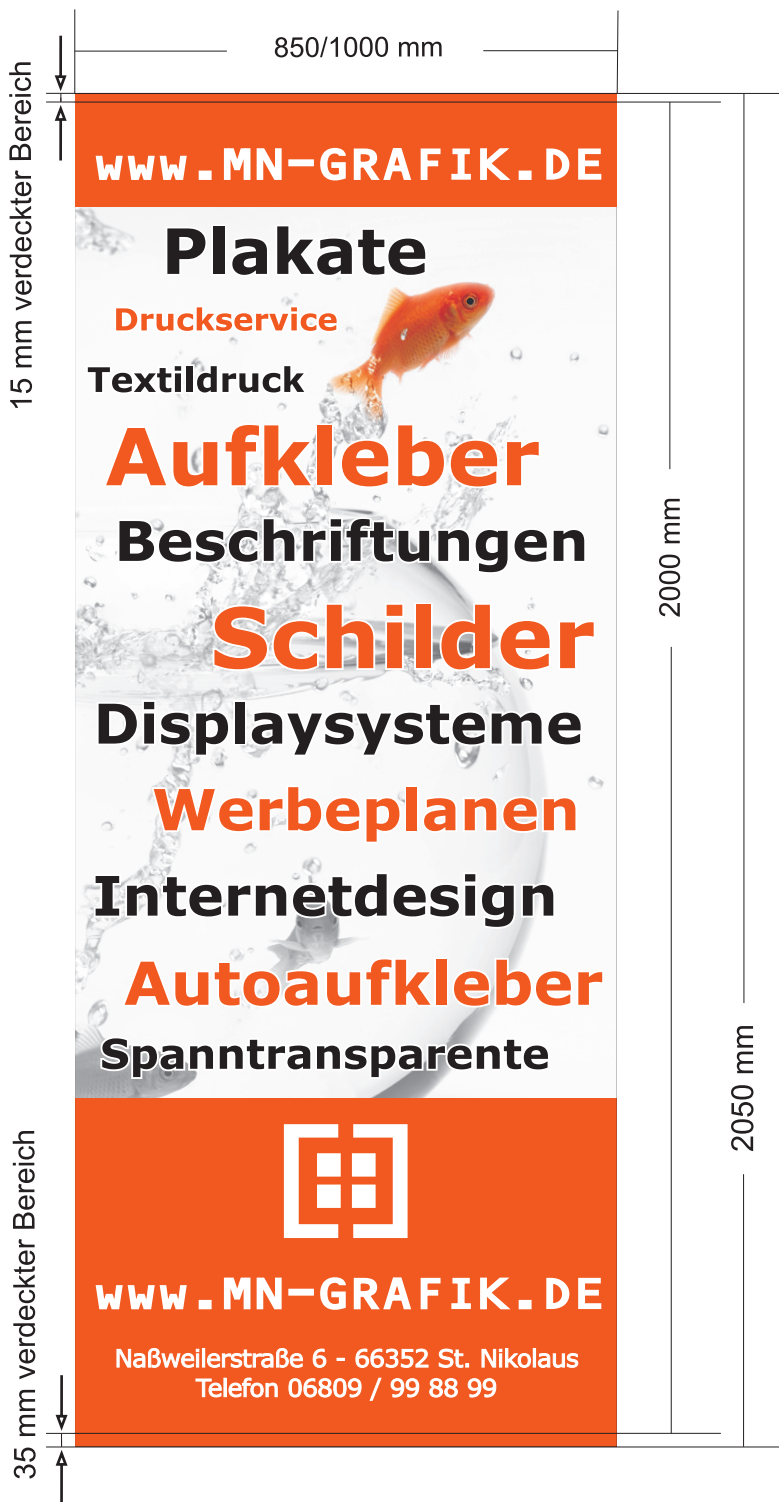 850/1000 mm
15 mm verdeckter Bereich
www.MN-GRAFIK.DE
Plakate
Druckservice
Textildruck
Aufkleber
Beschriftungen
Schilder
Displaysysteme
Werbeplanen
Internetdesign
Autoaufkleber
Spanntransparente
2000 mm
2050 mm
35 mm verdeckter Bereich
www.MN-GRAFIK.DE
Naßweilerstraße 6 - 66352 St. Nikolaus
Telefon 06809 / 99 88 99